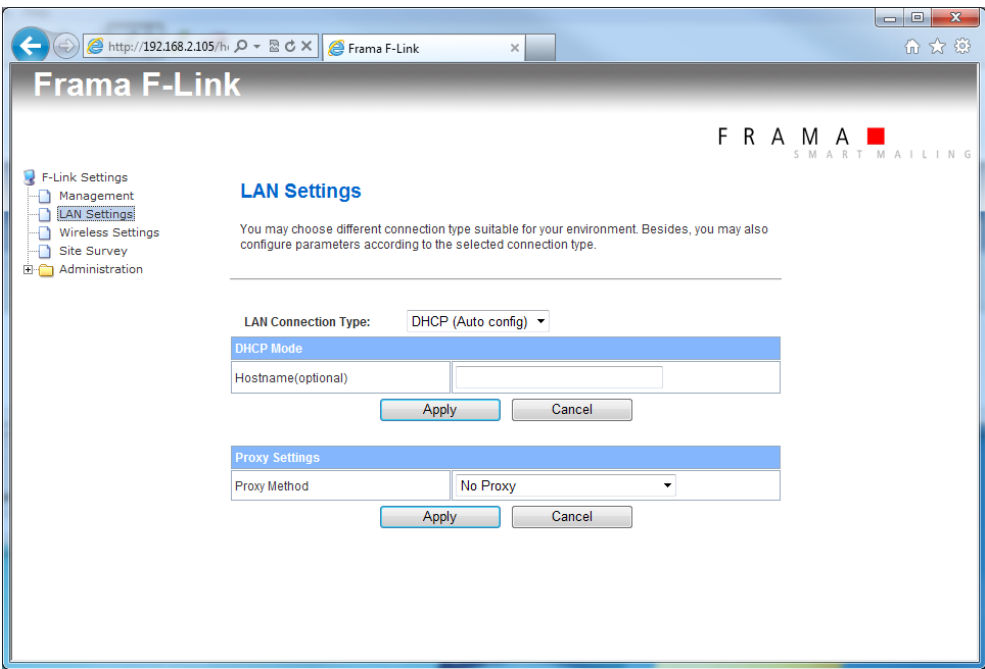 http://192.168.2.105/h
Frama F-Link
Frama F-Link
FRAMA
SMART MAILING
F-Link Settings
Management
LAN Settings
Wireless Settings
Site Survey
Administration
LAN Settings
You may choose different connection type suitable for your environment. Besides, you may also
configure parameters according to the selected connection type.
LAN Connection Type: DHCP (Auto config)
DHCP Mode
Hostname(optional)
Apply Cancel
Proxy Settings
Proxy Method No Proxy
Apply Cancel